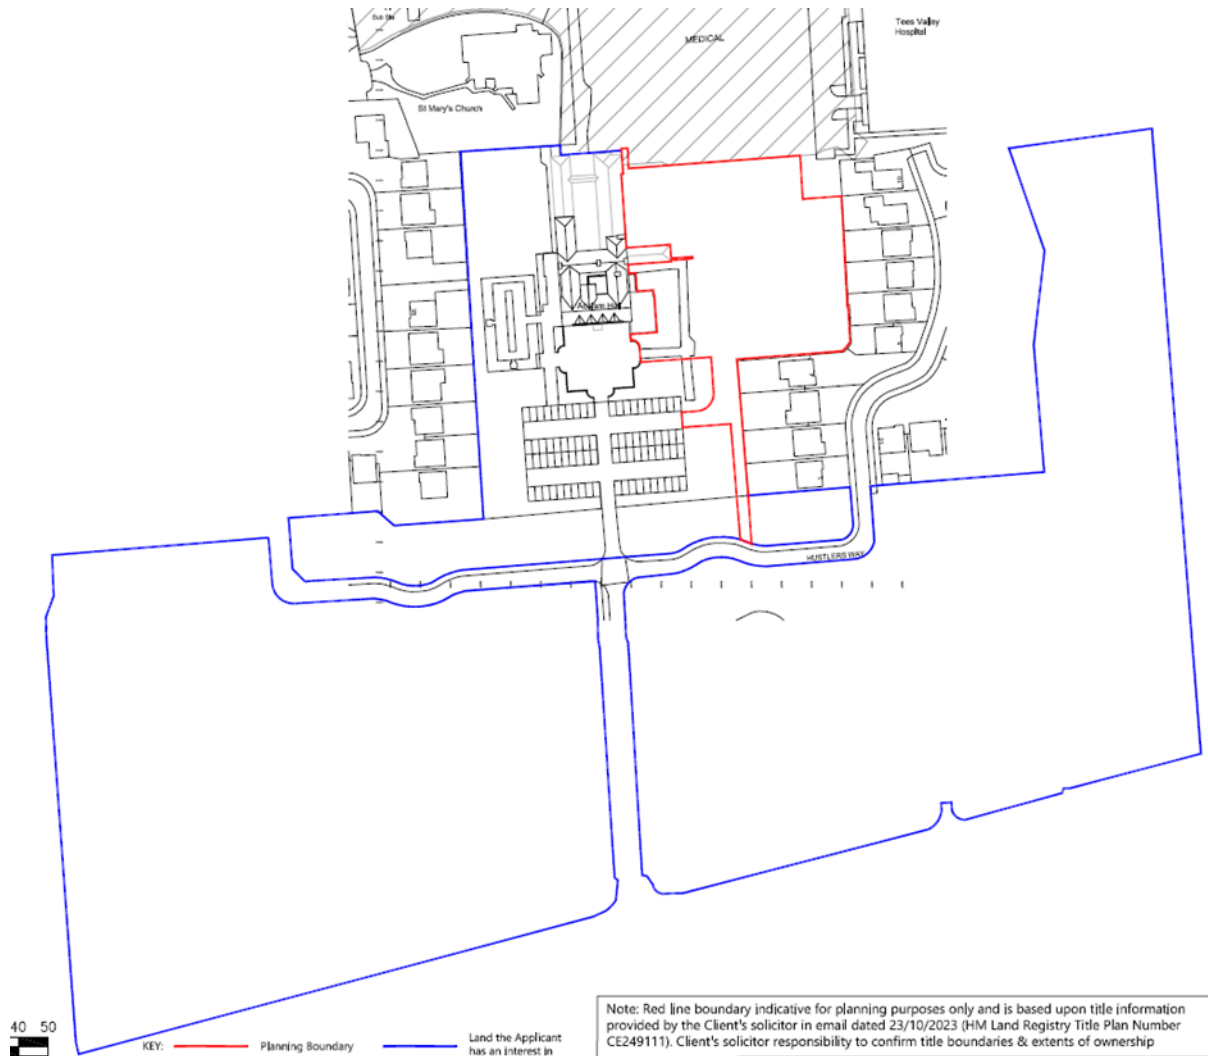 Sub Sta
MEDICAL
Tees Valley
Hospital
St Mary's Church
Acklam Hall
HUSTLERS WAY
40 50
KEY:
Planning Boundary
Land the Applicant
has an interest in
Note: Red line boundary indicative for planning purposes only and is based upon title information
provided by the Client's solicitor in email dated 23/10/2023 (HM Land Registry Title Plan Number
CE249111). Client's solicitor responsibility to confirm title boundaries & extents of ownership